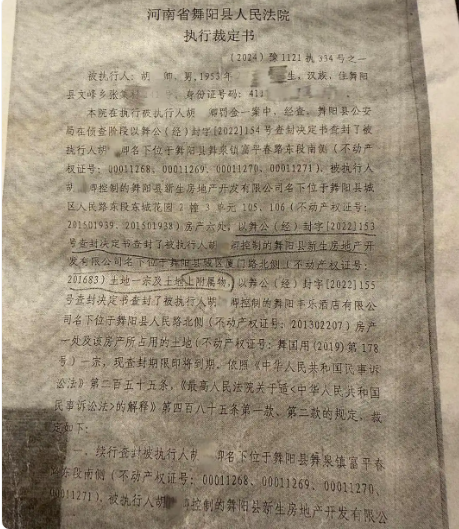 河南省舞阳县人民法院
执行裁定书
(2024)豫1121执334号之一
被执行人:胡 帅,男,1953年 生,汉族,住舞阳
县文峰乡张 身份证号码:41
本院在执行被执行人胡 罚金一案中,经查,舞阳县公安
局在侦查阶段以舞公(经)封字[2022]154号查封决定书查封了被
执行人胡 即名下位于舞阳县舞泉镇富平春路东段南侧(不动产
权证号:00011268、00011269、00011270、00011271),被执行人
胡 控制的舞阳县新生房地产开发有限公司名下位于舞阳县城
区人民路东段东城花园 幢3单元105、106(不动产权证号:
201501939、201501938)房产六处,以舞公(经)封字[2022]153
号查封决定书查封了被执行人胡 控制的舞阳县新生房地产开
发有限公司名下位于舞阳县城区厦门路北侧(不动产权证号:
201683)土地一宗及土地上附属物,以舞公(经)封字[2022]155
号查封决定书查封了被执行人胡 控制的舞阳丰乐酒店有限公
司名下位于舞阳县人民路北侧(不动产权证号:201302207)房产
一处及该房产所占用的土地(不动产权证号:舞国用(2019)第178
号)一宗,现查封期限即将到期,依照《中华人民共和国民事诉
讼法》第二百五十五条,《最高人民法院关于适<中华人民共和国
民事诉讼法>的解释》第四百八十五条第一款、第二款的规定,裁
定如下:
一、续行查封被执行人胡 即名下位于舞阳县舞泉镇富平春
路东段南侧(不动产权证号:00011268、00011269、00011270、
00011271),被执行人胡 控制的舞阳县新生房地产开发有限公